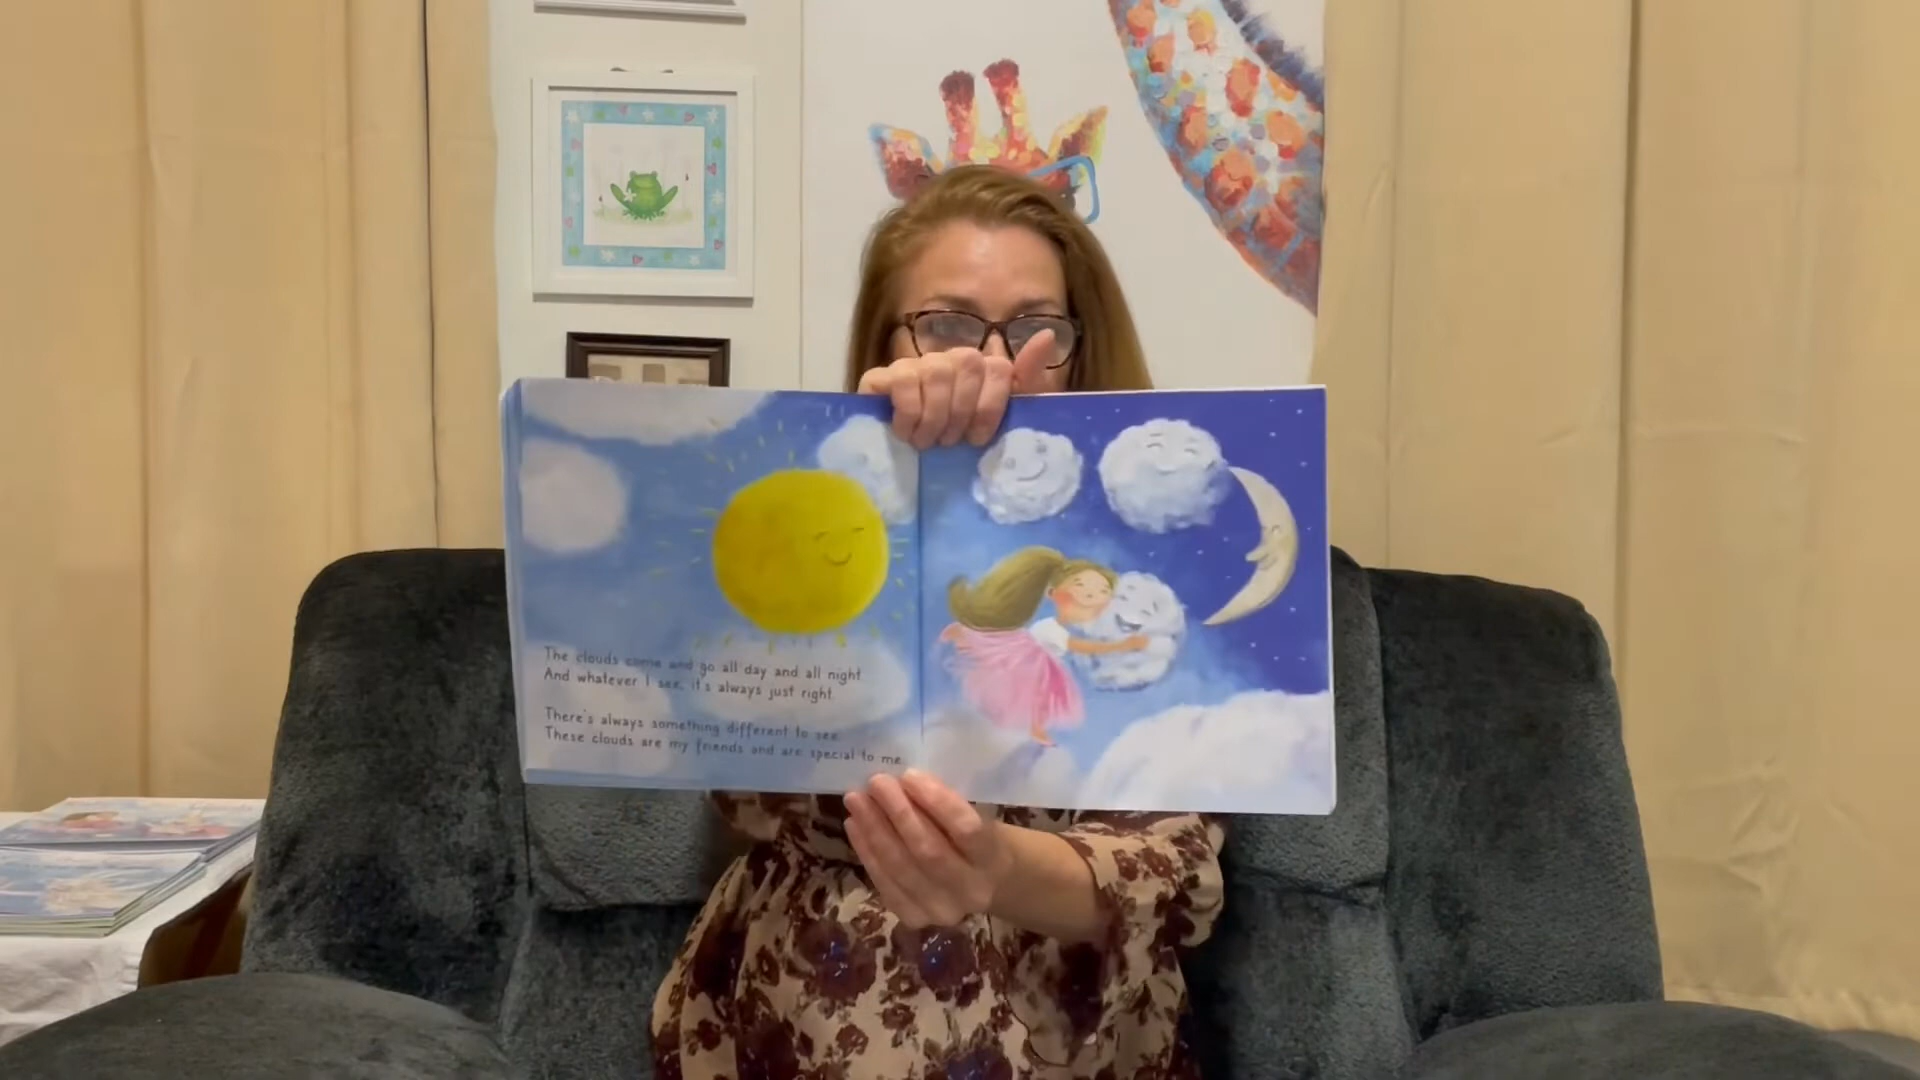 The clouds come and go all day and all night
And whatever I see, it's always just right.
There's always something different to see.
These clouds are my friends and are special to me.